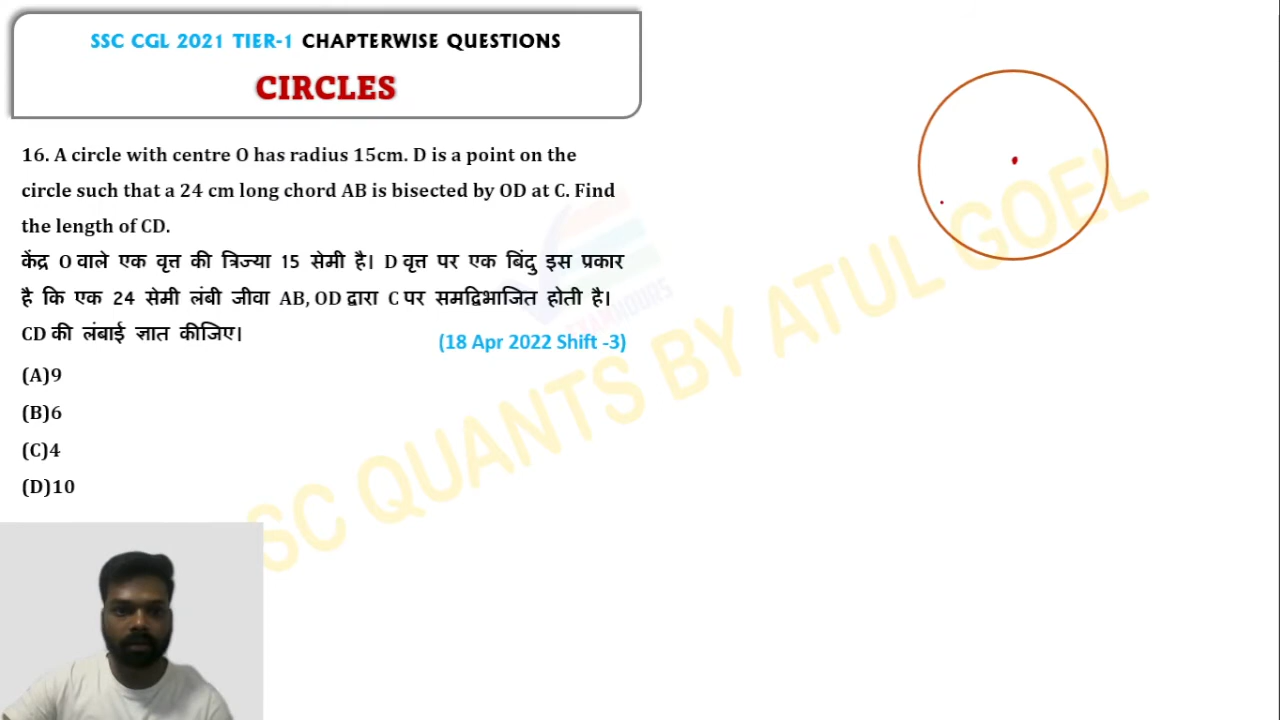 SSC CGL 2021 TIER-1 CHAPTERWISE QUESTIONS
CIRCLES
16. A circle with centre O has radius 15cm. D is a point on the
circle such that a 24 cm long chord AB is bisected by OD at C. Find
the length of CD.
केंद्र O वाले एक वृत्त की त्रिज्या 15 सेमी है। D वृत्त पर एक बिंदु इस प्रकार
है कि एक 24 सेमी लंबी जीवा AB, OD द्वारा C पर समद्विभाजित होती है।
CD की लंबाई ज्ञात कीजिए।
(18 Apr 2022 Shift -3)
(A)9
(B)6
(C)4
(D)10
SC QUANTS BY ATUL GOEL